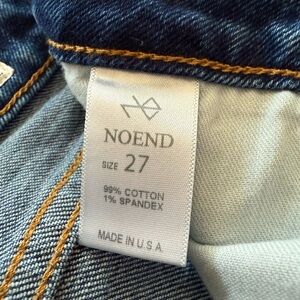 NOEND
SIZE 27
99% COTTON
1% SPANDEX
MADE IN U.S.A.